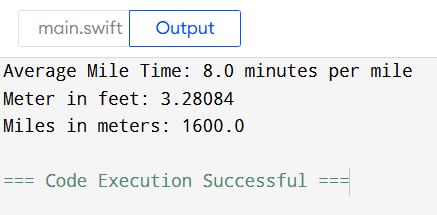 main.swift Output
Average Mile Time: 8.0 minutes per mile
Meter in feet: 3.28084
Miles in meters: 1600.0
=== Code Execution Successful ===